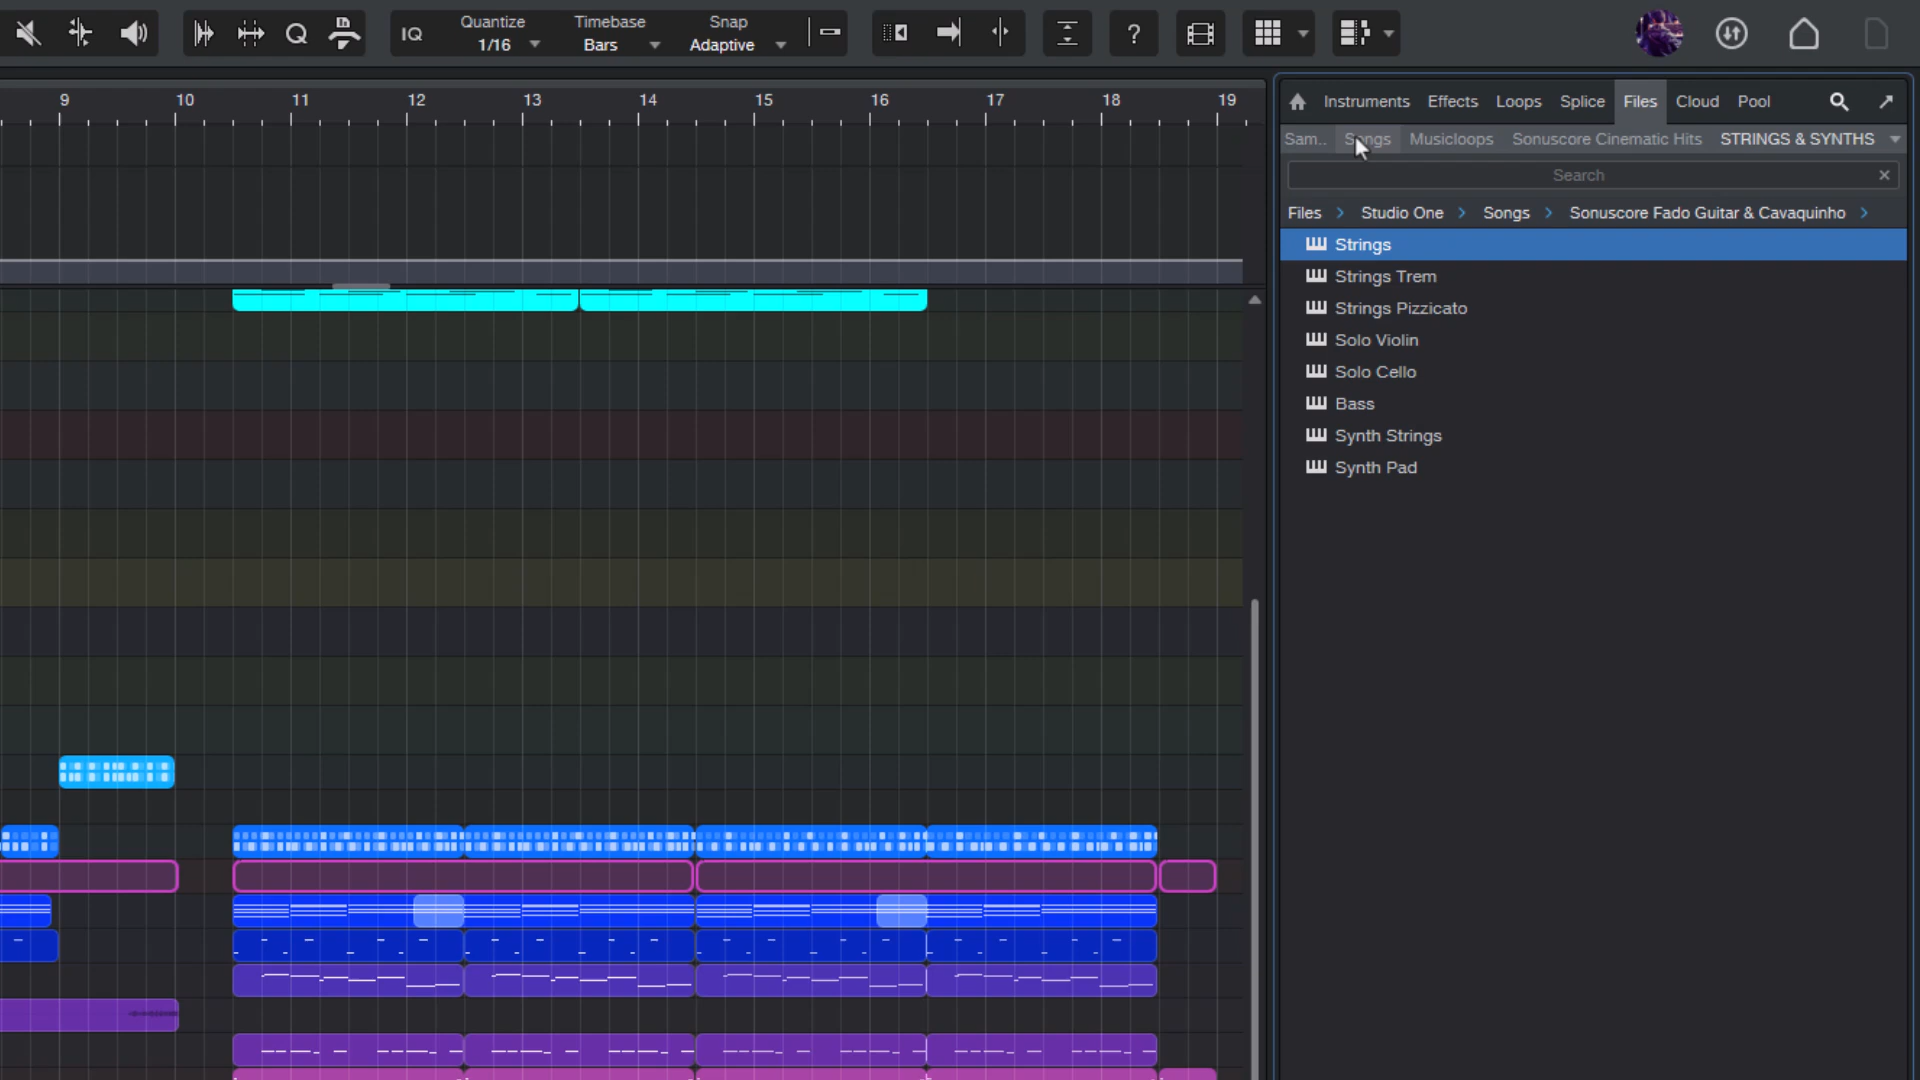 IQ
Quantize
1/16
Timebase
Bars
Snap
Adaptive
?
9 10 11 12 13 14 15 16 17 18 19
Instruments Effects Loops Splice Files Cloud Pool
Sam.. Songs Musicloops Sonuscore Cinematic Hits STRINGS & SYNTHS
Search
Files > Studio One > Songs > Sonuscore Fado Guitar & Cavaquinho >
Strings
Strings Trem
Strings Pizzicato
Solo Violin
Solo Cello
Bass
Synth Strings
Synth Pad